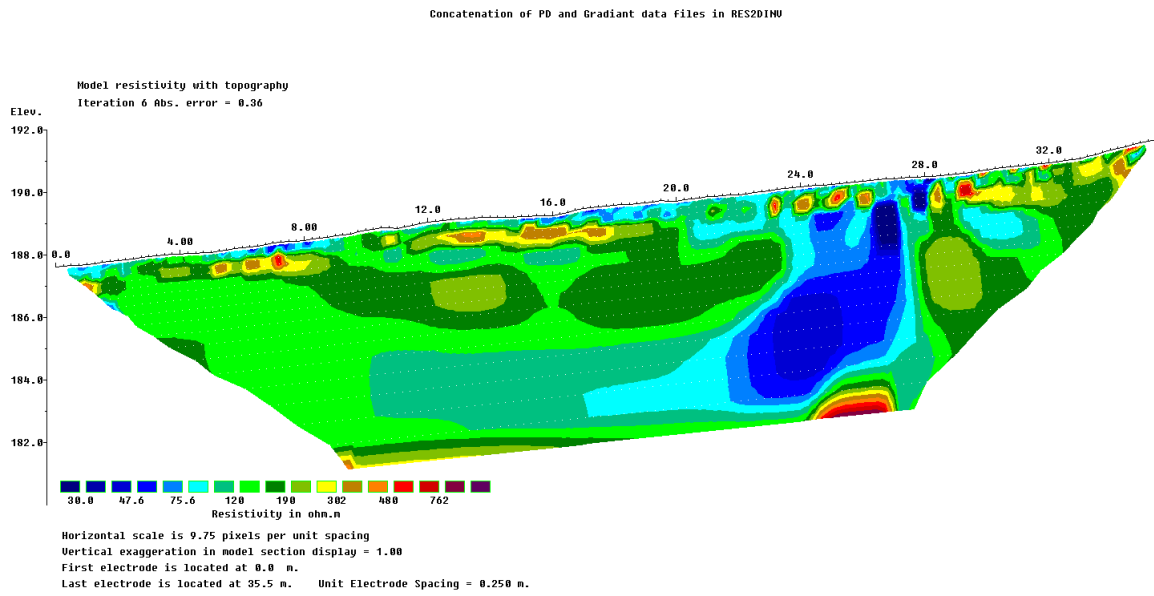 Concatenation of PD and Gradiant data files in RES2DINV
Model resistivity with topography
Iteration 6 Abs. error = 0.36
Elev.
192.0
190.0
188.0
186.0
184.0
182.0
0.0 4.00 8.00 12.0 16.0 20.0 24.0 28.0 32.0
30.0 47.6 75.6 120 190 302 480 762
Resistivity in ohm.m
Horizontal scale is 9.75 pixels per unit spacing
Vertical exaggeration in model section display = 1.00
First electrode is located at 0.0 m.
Last electrode is located at 35.5 m. Unit Electrode Spacing = 0.250 m.